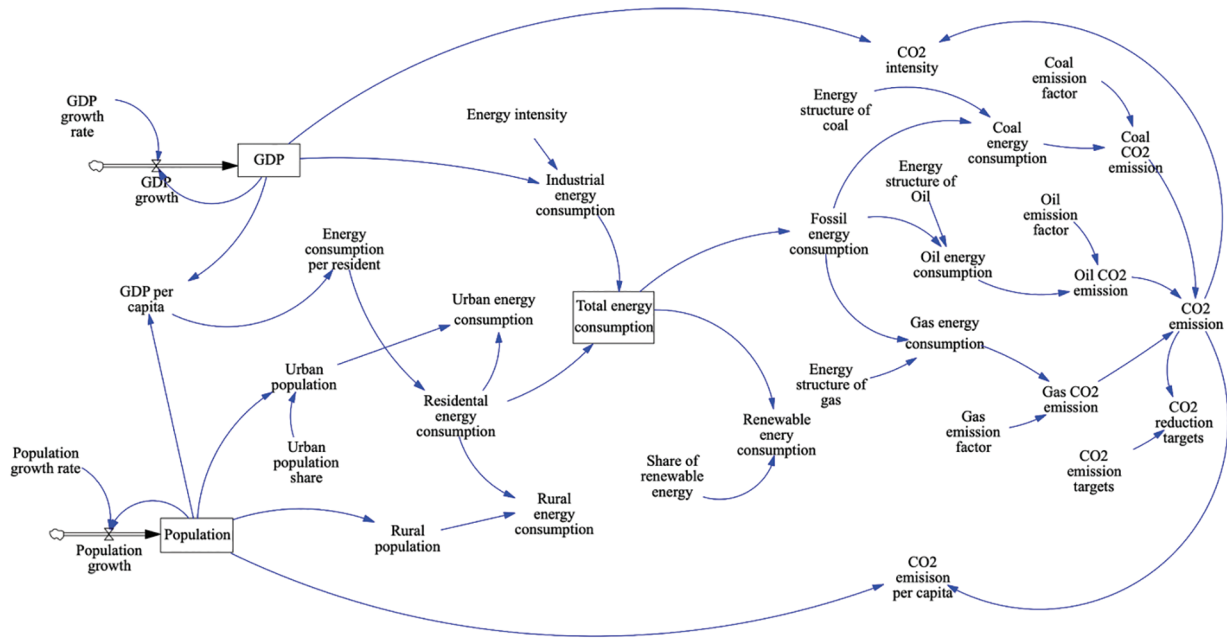 CO2
intensity
Coal
emission
factor
GDP
growth
rate
Energy
structure of
coal
Energy intensity
Coal
energy
consumption
Coal
CO2
emission
GDP
GDP
growth
Industrial
energy
consumption
Energy
structure of
Oil
Oil
emission
factor
Fossil
energy
consumption
Energy
consumption
per resident
Oil energy
consumption
Oil CO2
emission
GDP per
capita
Urban energy
consumption
Total energy
consumption
CO2
emission
Gas energy
consumption
Urban
population
Energy
structure of
gas
Residental
energy
consumption
Gas CO2
emission
CO2
reduction
targets
Renewable
enery
consumption
Gas
emission
factor
Urban
population
share
Population
growth rate
Share of
renewable
energy
CO2
emission
targets
Rural
energy
consumption
Population
Population
growth
Rural
population
CO2
emisison
per capita